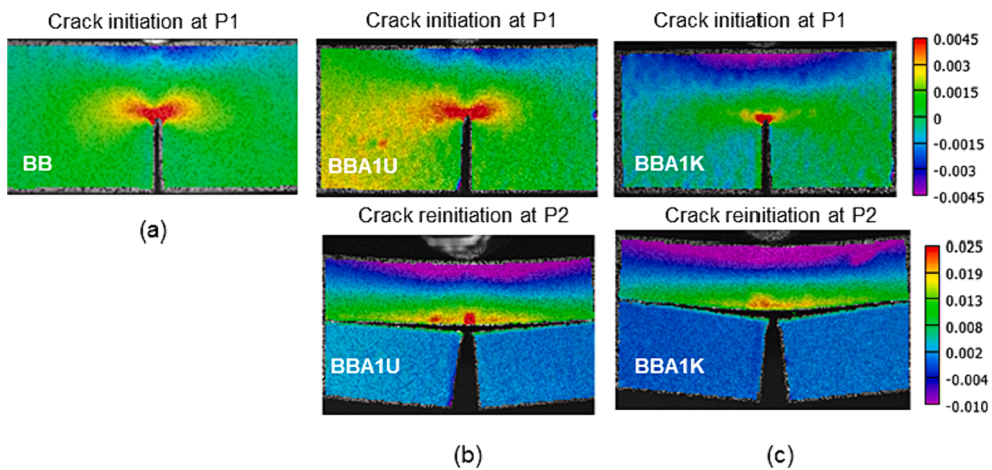 Crack initiation at P1
Crack initiation at P1
Crack initiation at P1
BB
BBA1U
BBA1K
0.0045
0.003
0.0015
0
-0.0015
-0.003
-0.0045
(a)
Crack reinitiation at P2
Crack reinitiation at P2
BBA1U
BBA1K
0.025
0.019
0.013
0.008
0.002
-0.004
-0.010
(b)
(c)